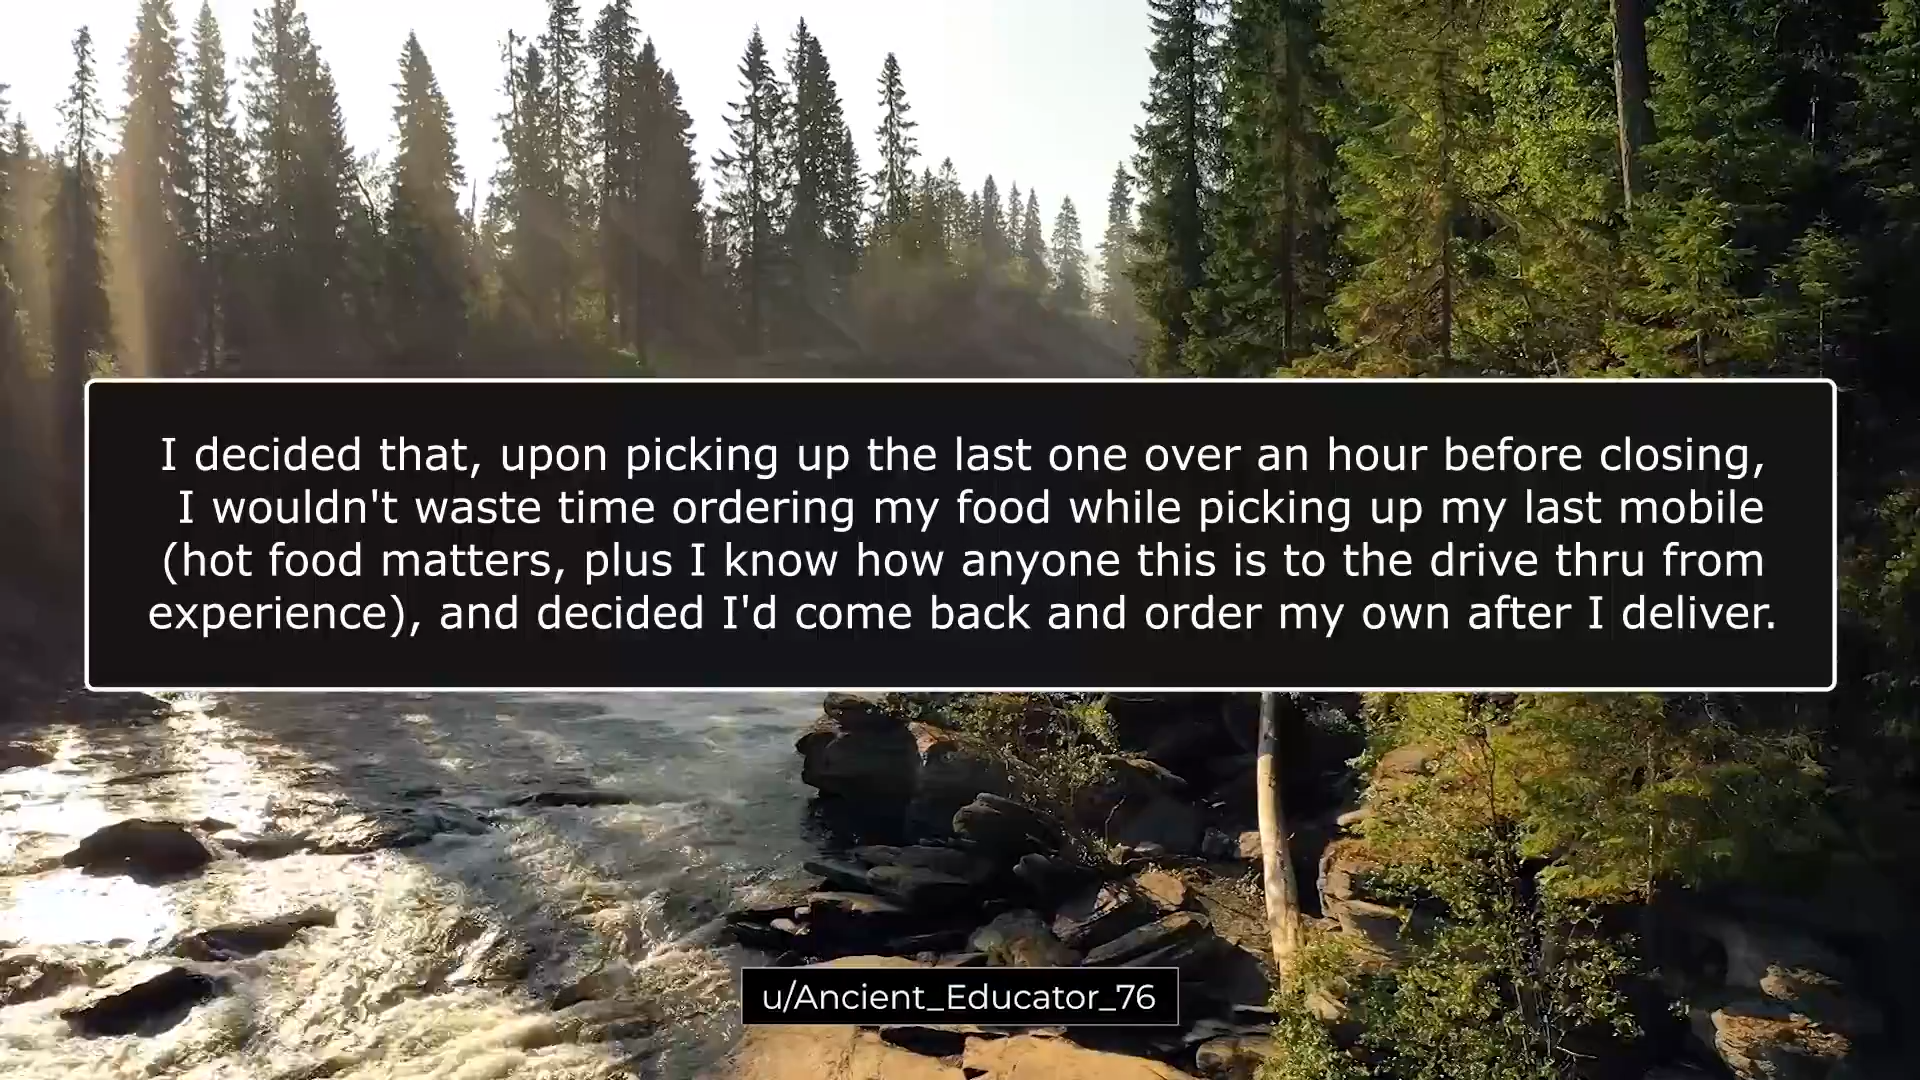 I decided that, upon picking up the last one over an hour before closing,
I wouldn't waste time ordering my food while picking up my last mobile
(hot food matters, plus I know how anyone this is to the drive thru from
experience), and decided I'd come back and order my own after I deliver.
u/Ancient_Educator_76